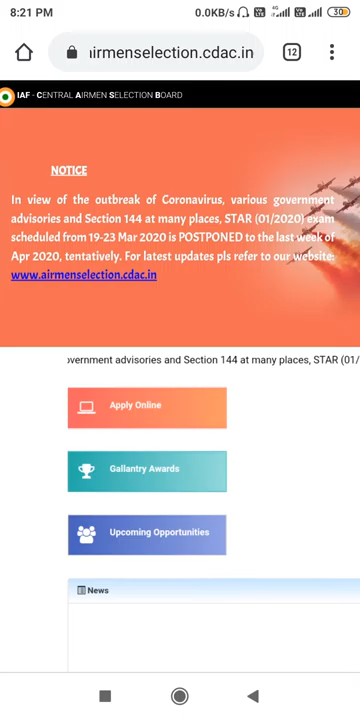 8:21 PM 0.0KB/s 4G 30
irmenselection.cdac.in 12
IAF - CENTRAL AIRMEN SELECTION BOARD
NOTICE
In view of the outbreak of Coronavirus, various government
advisories and Section 144 at many places, STAR (01/2020) exam
scheduled from 19-23 Mar 2020 is POSTPONED to the last week of
Apr 2020, tentatively. For latest updates pls refer to our website:
www.airmenselection.cdac.in
vernment advisories and Section 144 at many places, STAR (01/
Apply Online
Gallantry Awards
Upcoming Opportunities
News